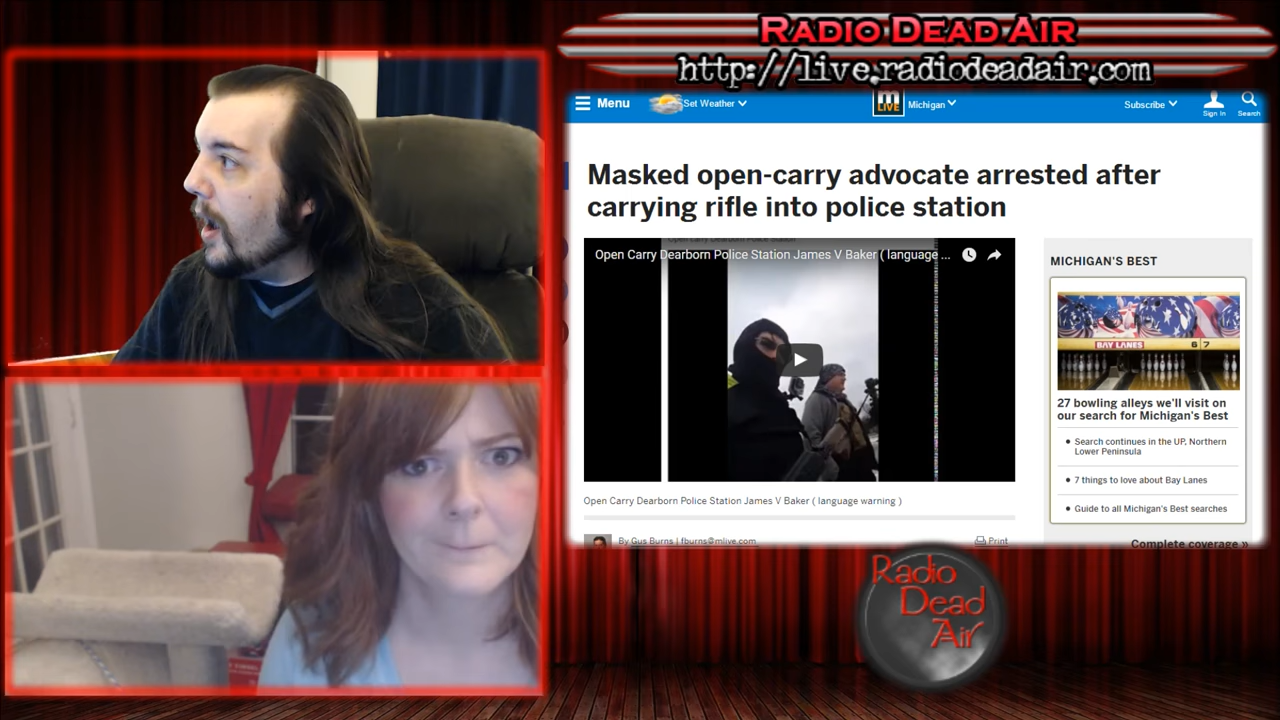 Radio Dead Air
http://live.radiodeadair.com
Menu
Set Weather
m
LIVE
Michigan
Subscribe
Sign In
Search
Masked open-carry advocate arrested after
carrying rifle into police station
Open Carry Dearborn Police Station James V Baker ( language ...
Open Carry Dearborn Police Station James V Baker ( language warning )
By Gus Burns | fburns@mlive.com
Print
MICHIGAN'S BEST
BAY LANES
6 7
27 bowling alleys we'll visit on
our search for Michigan's Best
Search continues in the UP, Northern
Lower Peninsula
7 things to love about Bay Lanes
Guide to all Michigan's Best searches
Complete coverage »
Radio
Dead
Air